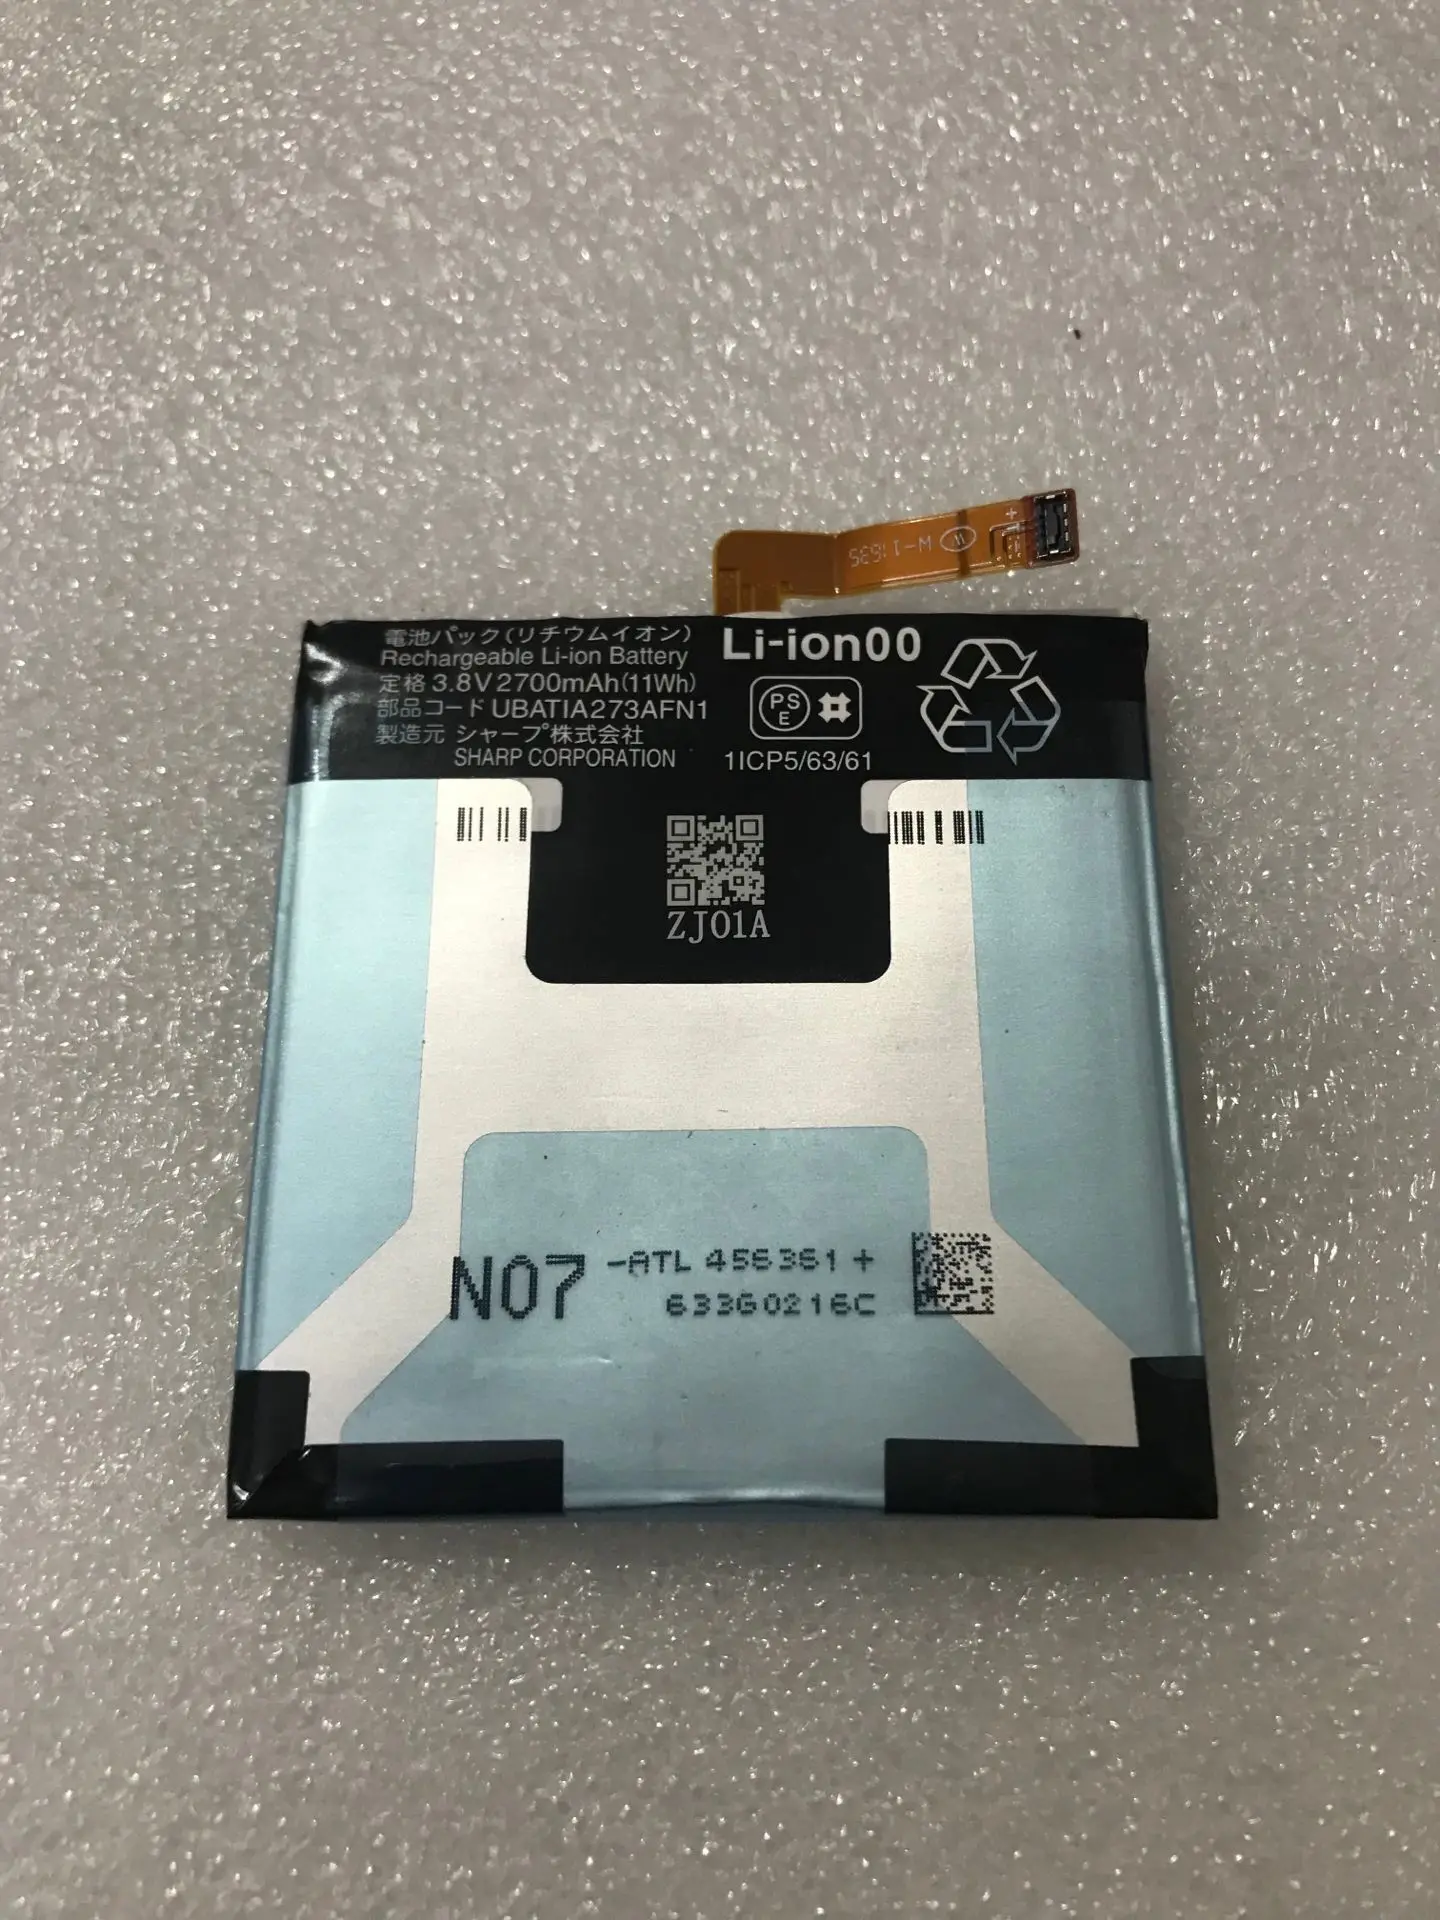 電池パック(リチウムイオン)
Rechargeable Li-ion Battery
定格 3.8V 2700mAh(11Wh)
部品コード UBATIA273AFN1
製造元 シャープ株式会社
SHARP CORPORATION
Li-ion00
PS
E
1ICP5/63/61
ZJ01A
N07
-ATL 456361 +
633G0216C
+